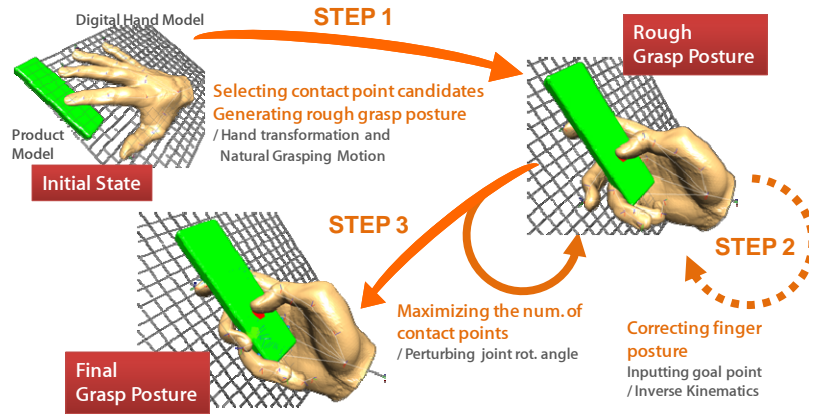 Digital Hand Model
STEP 1
Rough
Grasp Posture
Selecting contact point candidates
Generating rough grasp posture
/ Hand transformation and
Natural Grasping Motion
Product
Model
Initial State
STEP 3
STEP 2
Maximizing the num. of
contact points
/ Perturbing joint rot. angle
Correcting finger
posture
Inputting goal point
/ Inverse Kinematics
Final
Grasp Posture